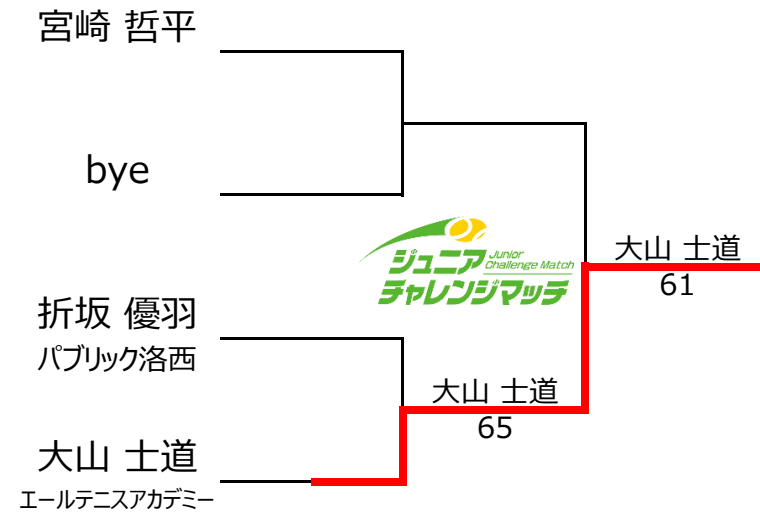 宮崎 哲平
bye
ジュニア Junior
Challenge Match
チャレンジマッチ
大山 士道
61
折坂 優羽
パブリック洛西
大山 士道
65
大山 士道
エールテニスアカデミー